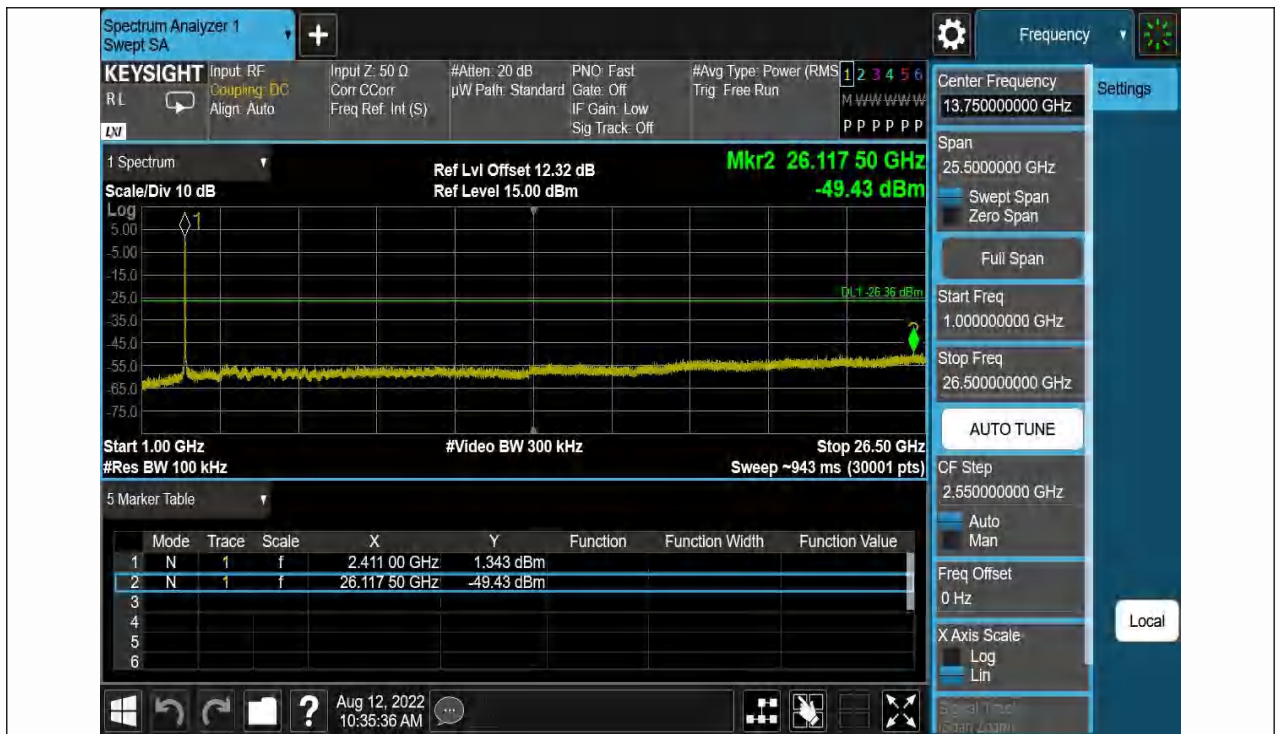 Spectrum Analyzer 1
Swept SA
Frequency
KEYSIGHT
RL
LXI
Input: RF
Coupling: DC
Align: Auto
Input Z: 50 Ω
Corr CCorr
Freq Ref: Int (S)
#Atten: 20 dB
µW Path: Standard
PNO: Fast
Gate: Off
IF Gain: Low
Sig Track: Off
#Avg Type: Power (RMS
Trig: Free Run
1 2 3 4 5 6
M W W W W W
P P P P P P
1 Spectrum
Scale/Div 10 dB
Ref Lvl Offset 12.32 dB
Ref Level 15.00 dBm
Mkr2 26.117 50 GHz
-49.43 dBm
Log
5.00
-5.00
-15.0
-25.0
-35.0
-45.0
-55.0
-65.0
-75.0
1
DL1 -26.36 dBm
2
Start 1.00 GHz
#Video BW 300 kHz
Stop 26.50 GHz
#Res BW 100 kHz
Sweep ~943 ms (30001 pts)
5 Marker Table
Mode Trace Scale X Y Function Function Width Function Value
1 N 1 f 2.411 00 GHz 1.343 dBm
2 N 1 f 26.117 50 GHz -49.43 dBm
3
4
5
6
Aug 12, 2022
10:35:36 AM
Center Frequency
13.750000000 GHz
Settings
Span
25.5000000 GHz
Swept Span
Zero Span
Full Span
Start Freq
1.000000000 GHz
Stop Freq
26.500000000 GHz
AUTO TUNE
CF Step
2.550000000 GHz
Auto
Man
Freq Offset
0 Hz
X Axis Scale
Log
Lin
Local
Signal Track
(Span Zoom)